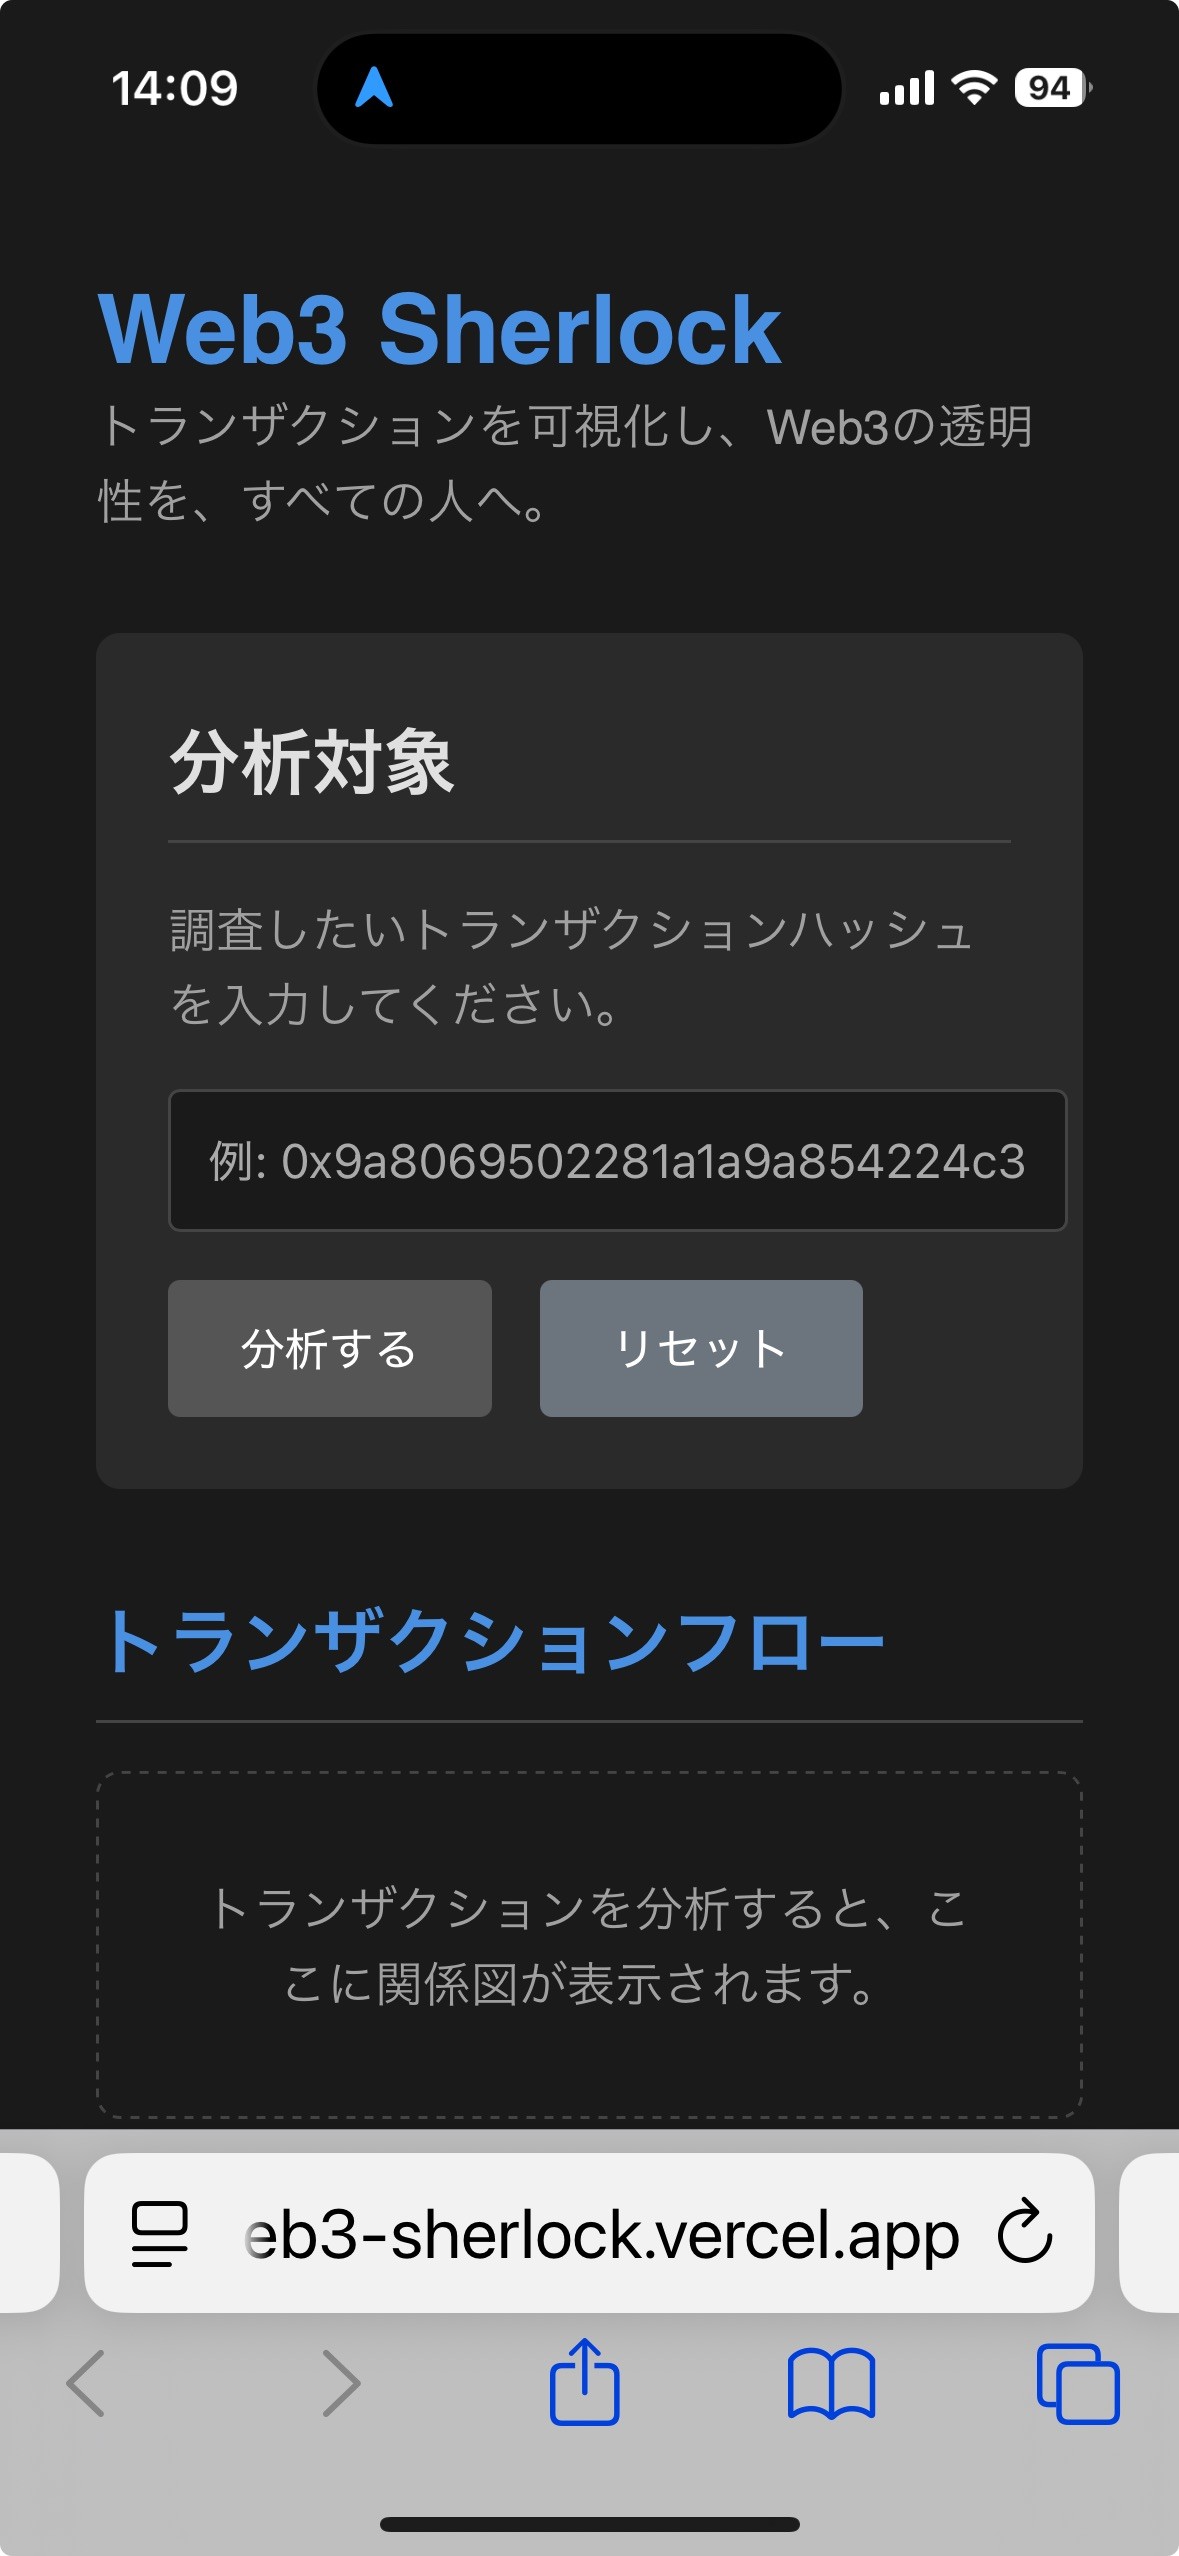 14:09
94
Web3 Sherlock
トランザクションを可視化し、Web3の透明
性を、すべての人へ。
分析対象
調査したいトランザクションハッシュ
を入力してください。
例: 0x9a8069502281a1a9a854224c3
分析する
リセット
トランザクションフロー
トランザクションを分析すると、こ
こに関係図が表示されます。
eb3-sherlock.vercel.app